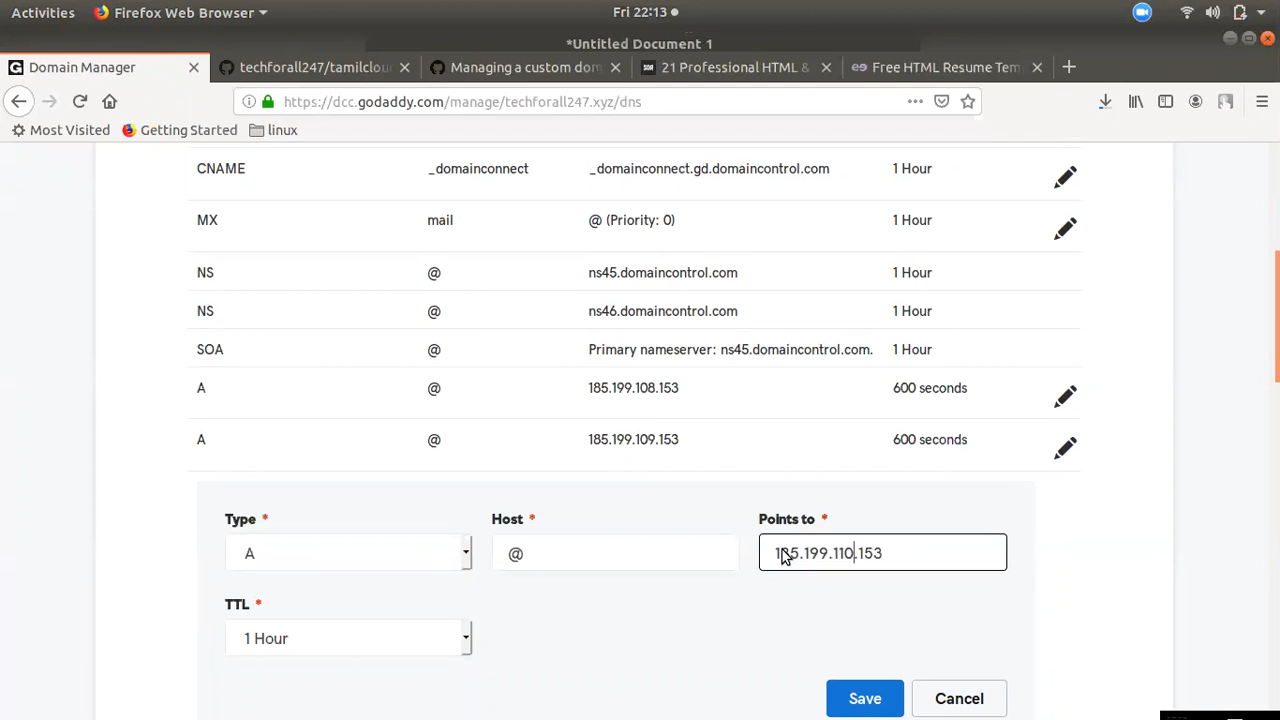 Activities Firefox Web Browser Fri 22:13
*Untitled Document 1
Domain Manager techforall247/tamilclou Managing a custom dom 21 Professional HTML & Free HTML Resume Tem
https://dcc.godaddy.com/manage/techforall247.xyz/dns
Most Visited Getting Started linux
CNAME _domainconnect _domainconnect.gd.domaincontrol.com 1 Hour
MX mail @ (Priority: 0) 1 Hour
NS @ ns45.domaincontrol.com 1 Hour
NS @ ns46.domaincontrol.com 1 Hour
SOA @ Primary nameserver: ns45.domaincontrol.com. 1 Hour
A @ 185.199.108.153 600 seconds
A @ 185.199.109.153 600 seconds
Type * Host * Points to *
A @ 185.199.110.153
TTL *
1 Hour
Save Cancel